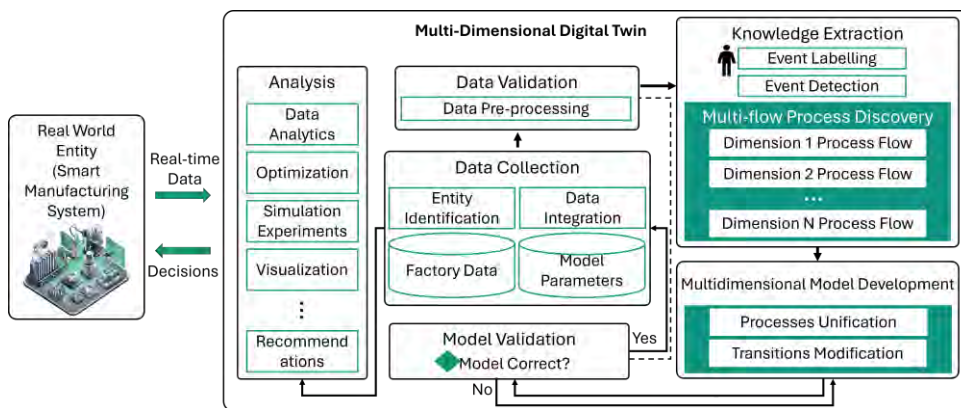 Multi-Dimensional Digital Twin
Real World
Entity
(Smart
Manufacturing
System)
Real-time
Data
Decisions
Analysis
Data
Analytics
Optimization
Simulation
Experiments
Visualization
⋮
Recommend
ations
Data Validation
Data Pre-processing
Data Collection
Entity
Identification
Data
Integration
Factory Data
Model
Parameters
Model Validation
Model Correct?
Yes
No
Knowledge Extraction
Event Labelling
Event Detection
Multi-flow Process Discovery
Dimension 1 Process Flow
Dimension 2 Process Flow
...
Dimension N Process Flow
Multidimensional Model Development
Processes Unification
Transitions Modification